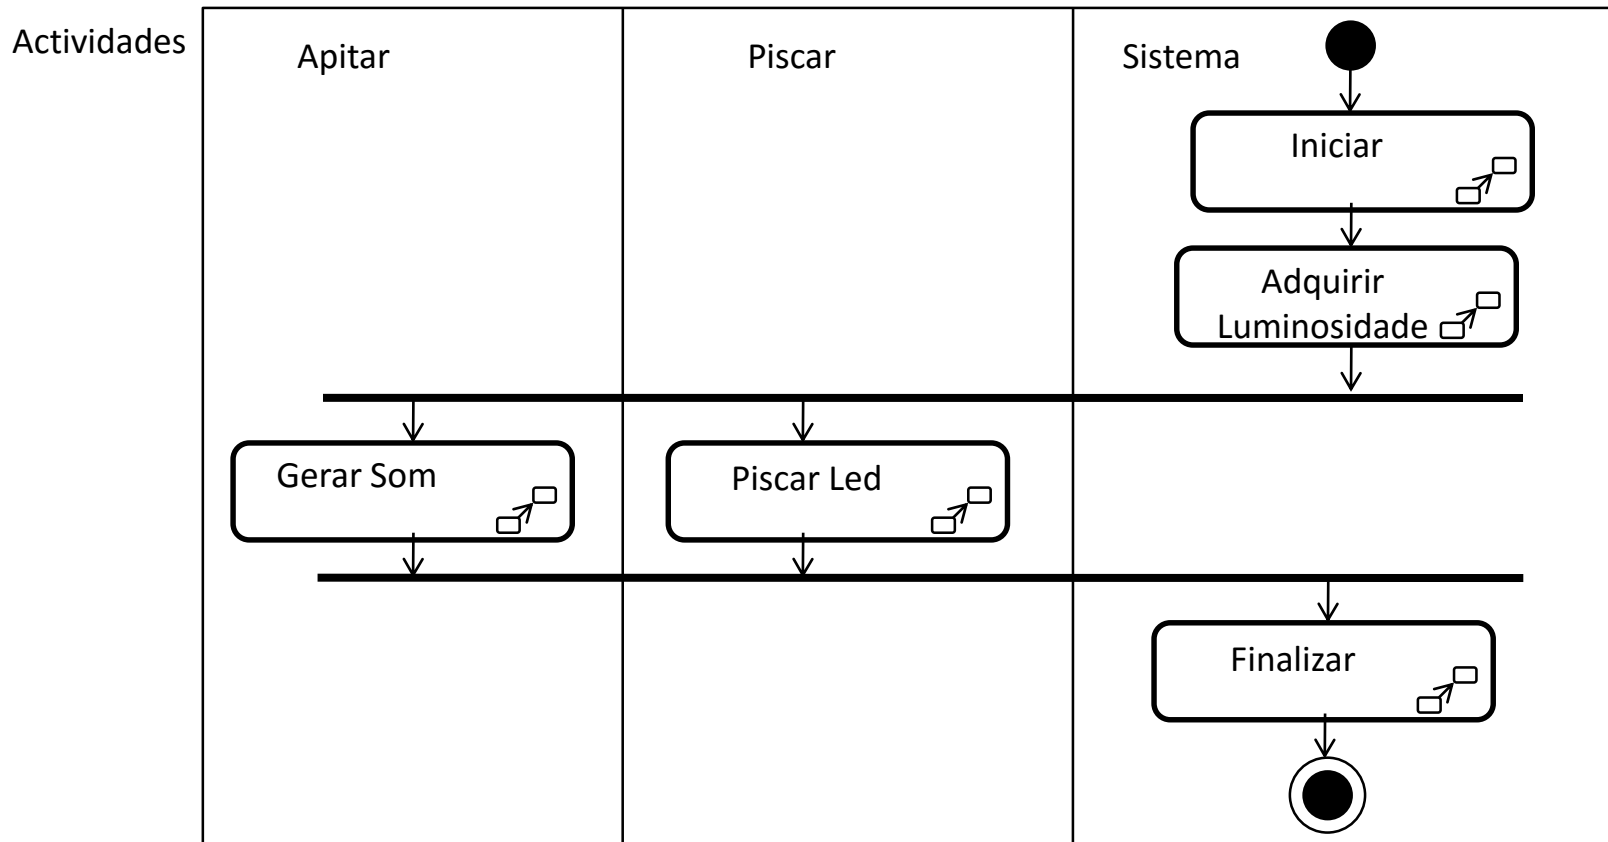 Actividades
Apitar
Piscar
Sistema
Iniciar
Adquirir
Luminosidade
Gerar Som
Piscar Led
Finalizar